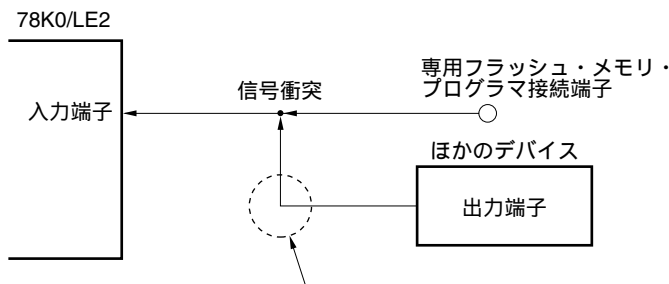 78K0/LE2
入力端子
信号衝突
専用フラッシュ・メモリ・
プログラマ接続端子
ほかのデバイス
出力端子